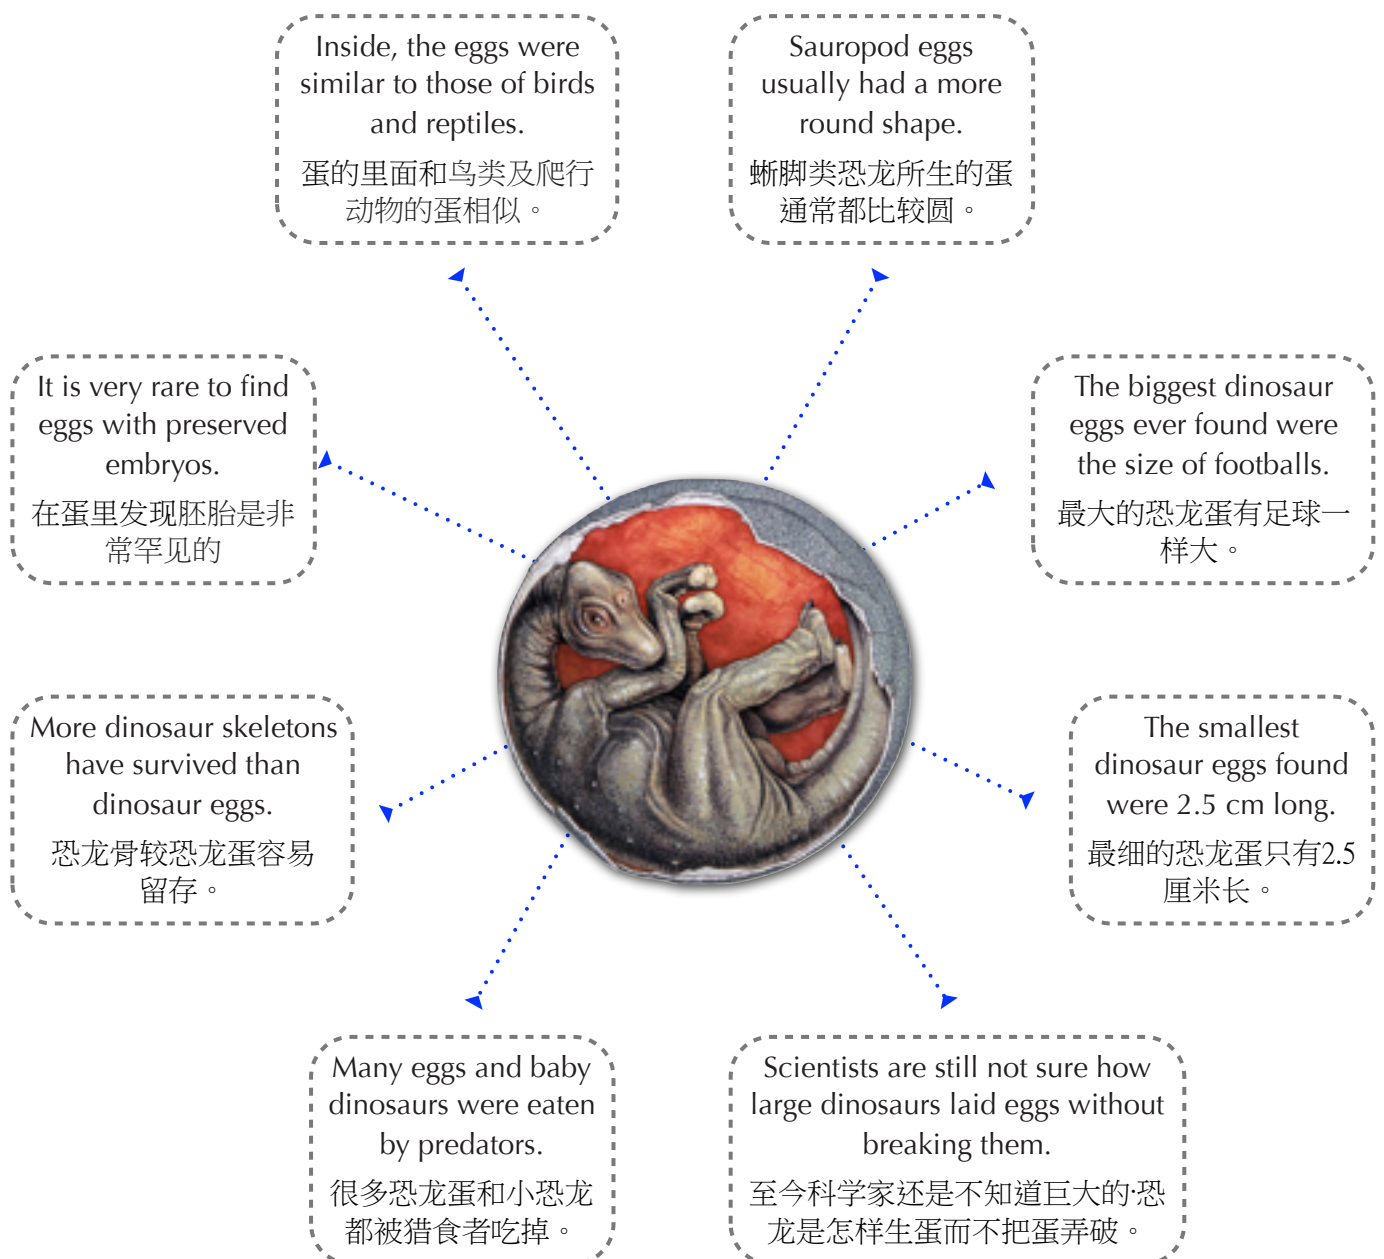 Inside, the eggs were
similar to those of birds
and reptiles.
蛋的里面和鸟类及爬行
动物的蛋相似。
Sauropod eggs
usually had a more
round shape.
蜥脚类恐龙所生的蛋
通常都比较圆。
It is very rare to find
eggs with preserved
embryos.
在蛋里发现胚胎是非
常罕见的
The biggest dinosaur
eggs ever found were
the size of footballs.
最大的恐龙蛋有足球一
样大。
More dinosaur skeletons
have survived than
dinosaur eggs.
恐龙骨较恐龙蛋容易
留存。
The smallest
dinosaur eggs found
were 2.5 cm long.
最细的恐龙蛋只有2.5
厘米长。
Many eggs and baby
dinosaurs were eaten
by predators.
很多恐龙蛋和小恐龙
都被猎食者吃掉。
Scientists are still not sure how
large dinosaurs laid eggs without
breaking them.
至今科学家还是不知道巨大的·恐
龙是怎样生蛋而不把蛋弄破。